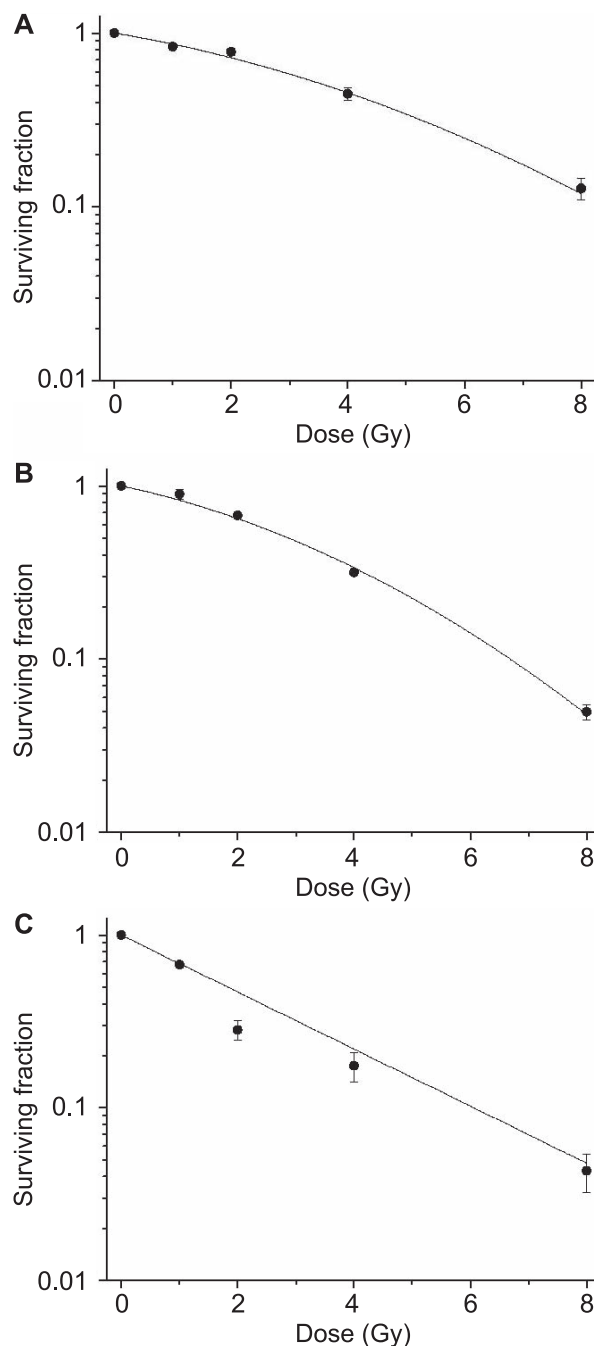 A
Surviving fraction
1
0.1
0.01
0 2 4 6 8
Dose (Gy)
B
Surviving fraction
1
0.1
0.01
0 2 4 6 8
Dose (Gy)
C
Surviving fraction
1
0.1
0.01
0 2 4 6 8
Dose (Gy)